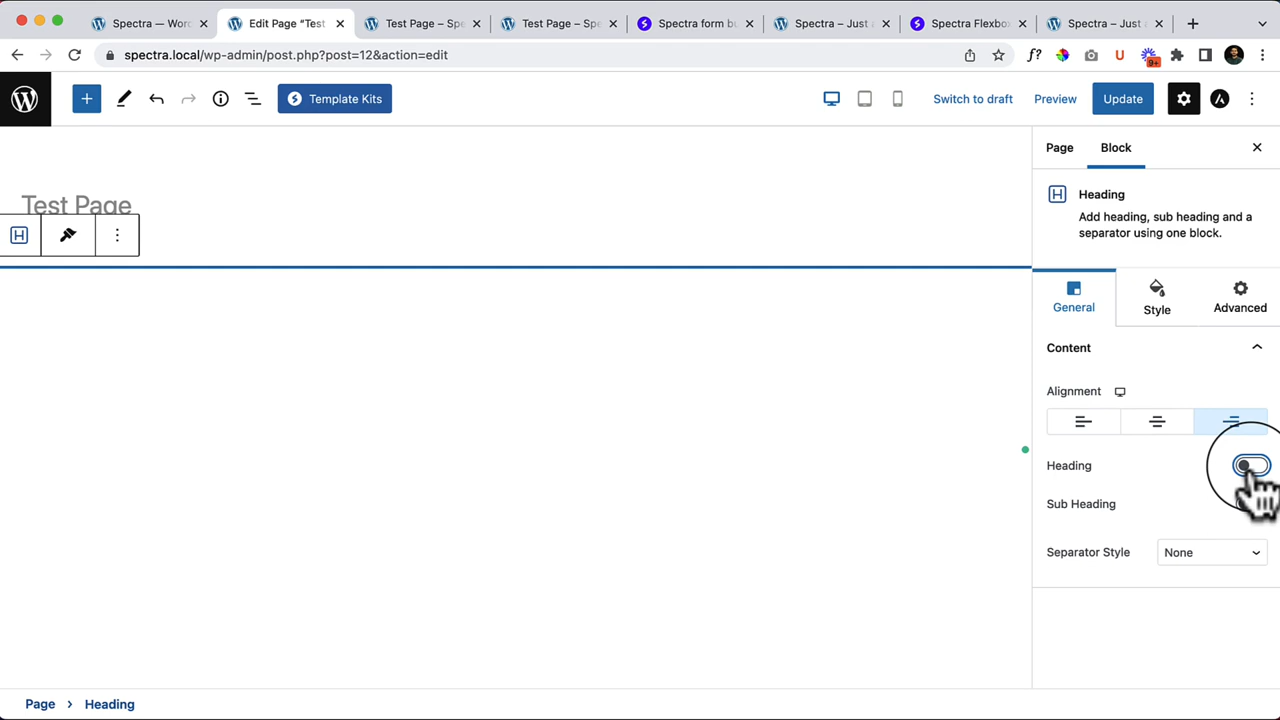 Spectra — Word
Edit Page “Test
Test Page – Spe
Test Page – Spe
Spectra form bu
Spectra – Just a
Spectra Flexbo
Spectra – Just a
spectra.local/wp-admin/post.php?post=12&action=edit
f?
U
9+
Template Kits
Switch to draft
Preview
Update
Page
Block
Test Page
H
H
Heading
Add heading, sub heading and a
separator using one block.
General
Style
Advanced
Content
Alignment
Heading
Sub Heading
Separator Style
None
Page
Heading